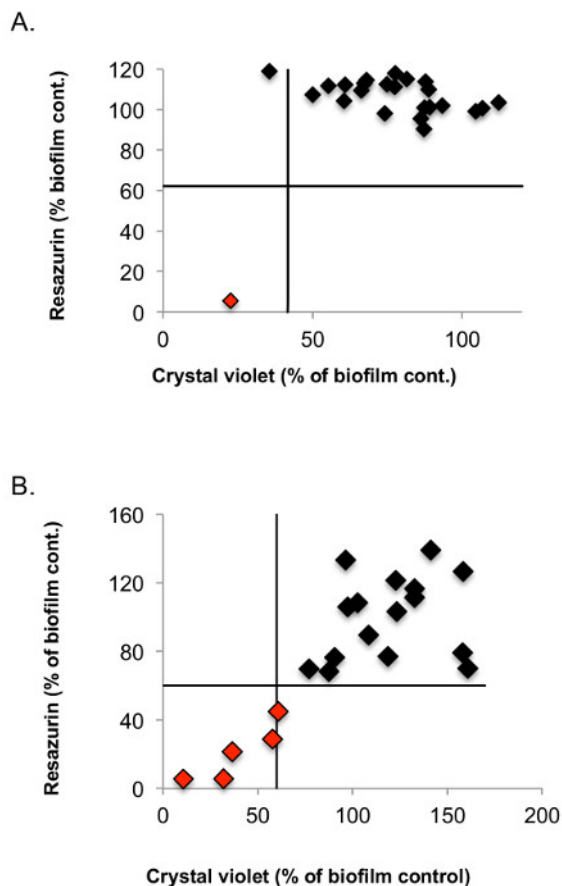 A.
Resazurin (% biofilm cont.)
120
100
80
60
40
20
0
0 50 100
Crystal violet (% of biofilm cont.)
B.
Resazurin (% of biofilm cont.)
160
120
80
40
0
0 50 100 150 200
Crystal violet (% of biofilm control)